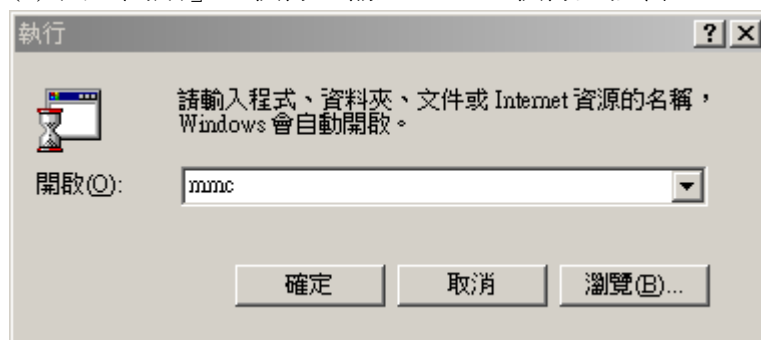 執行
請輸入程式、資料夾、文件或 Internet 資源的名稱，
Windows 會自動開啟。
開啟(O):
mmc
確定
取消
瀏覽(B)...